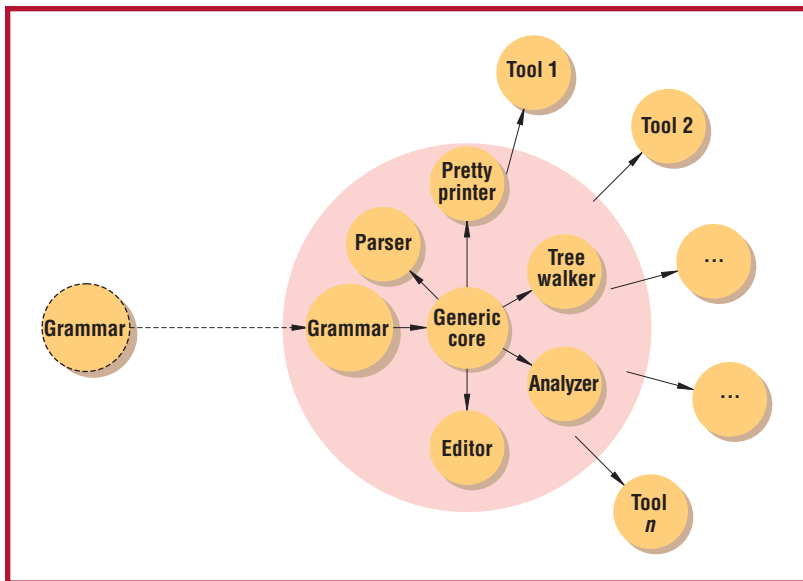 Tool 1
Tool 2
Pretty
printer
Parser
Tree
walker
...
Grammar
Grammar
Generic
core
Analyzer
...
Editor
Tool
n